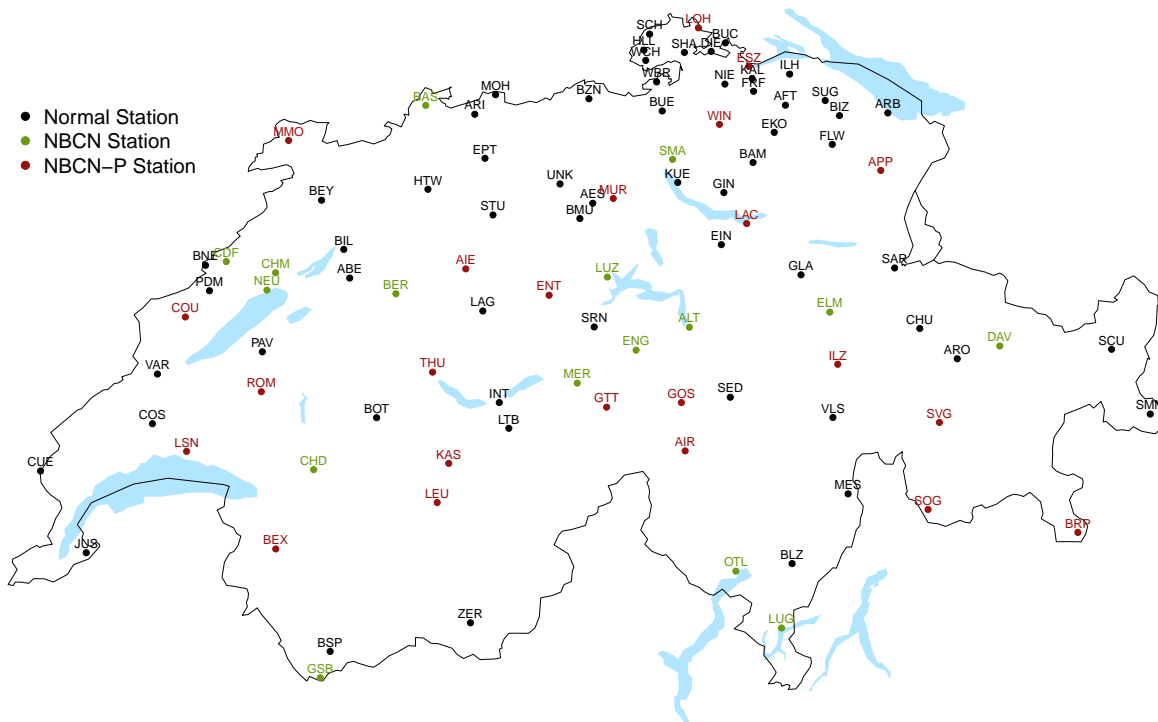 LOH
SCH
BUC
HLL
SHA
DIE
WCH
ESZ
ILH
WBR
NIE
KAL
FRF
MOH
BZN
BAS
ARI
BUE
AFT
SUG
BIZ
ARB
Normal Station
NBCN Station
NBCN−P Station
MMO
WIN
EKO
FLW
EPT
SMA
BAM
APP
HTW
UNK
KUE
GIN
BEY
AES
MUR
STU
BMU
LAC
BIL
EIN
BNE
CDF
CHM
ABE
AIE
LUZ
GLA
SAR
PDM
NEU
BER
ENT
COU
LAG
SRN
ALT
ELM
CHU
PAV
ENG
DAV
SCU
VAR
THU
ILZ
ARO
ROM
MER
INT
GTT
GOS
SED
COS
BOT
LTB
VLS
SVG
SMM
LSN
AIR
CUE
CHD
KAS
LEU
MES
SOG
BRP
JUS
BEX
OTL
BLZ
ZER
LUG
BSP
GSB